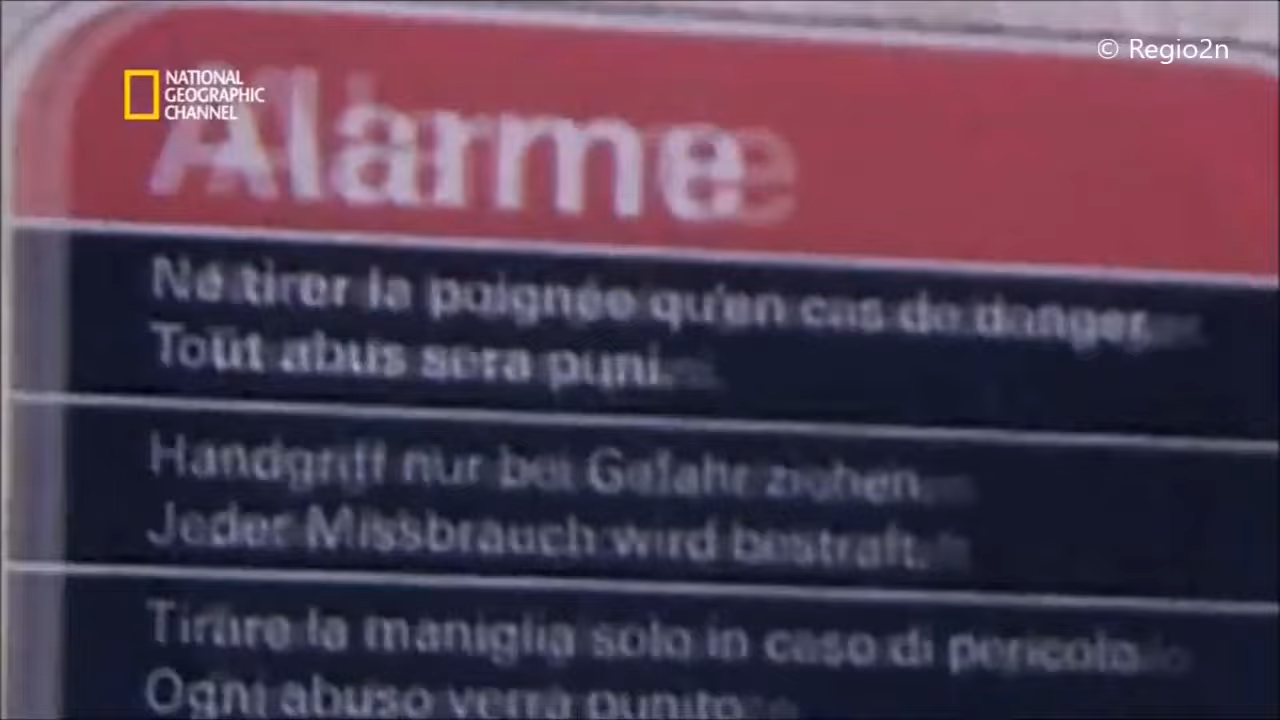 © Regio2n
NATIONAL
GEOGRAPHIC
CHANNEL
Alarme
Ne tirer la poignée qu'en cas de danger.
Tout abus sera puni.
Handgriff nur bei Gefahr ziehen.
Jeder Missbrauch wird bestraft.
Tirare la maniglia solo in caso di pericolo
Ogni abuso verrà punito